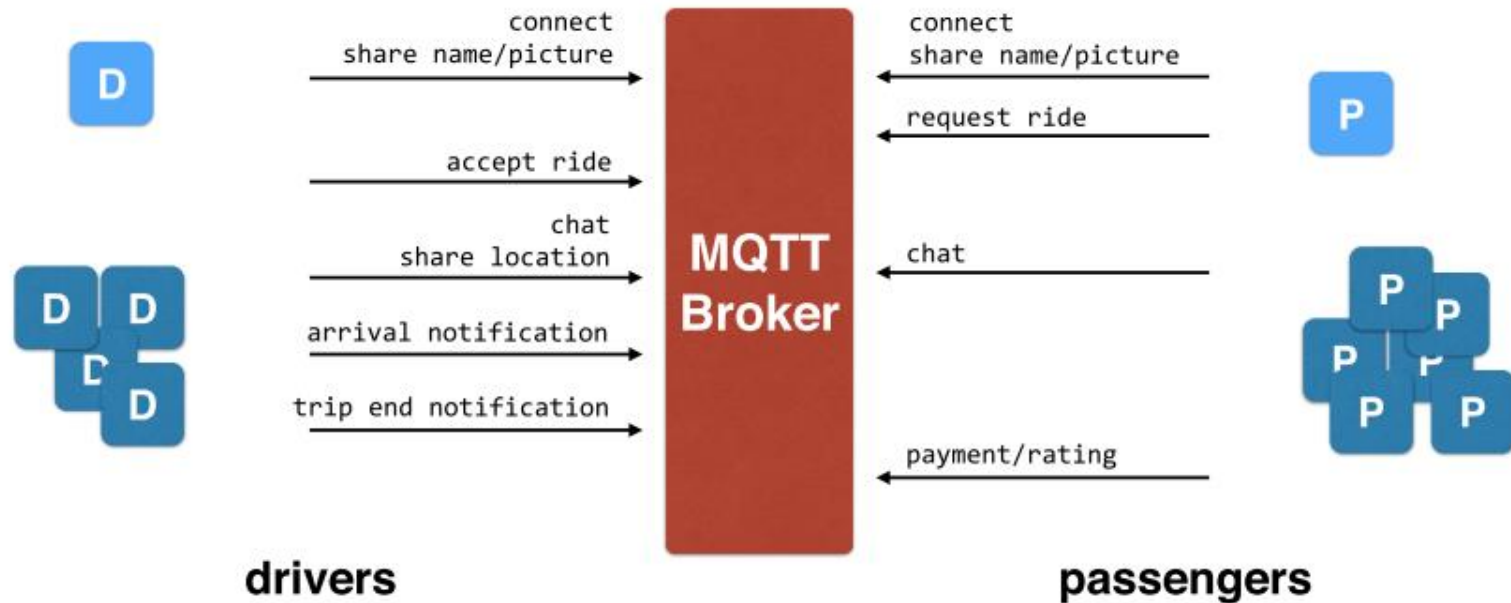 connect
share name/picture
connect
share name/picture
D
P
request ride
accept ride
chat
share location
MQTT
Broker
chat
D
D
D
D
P
P
P
P
P
P
arrival notification
trip end notification
payment/rating
drivers
passengers